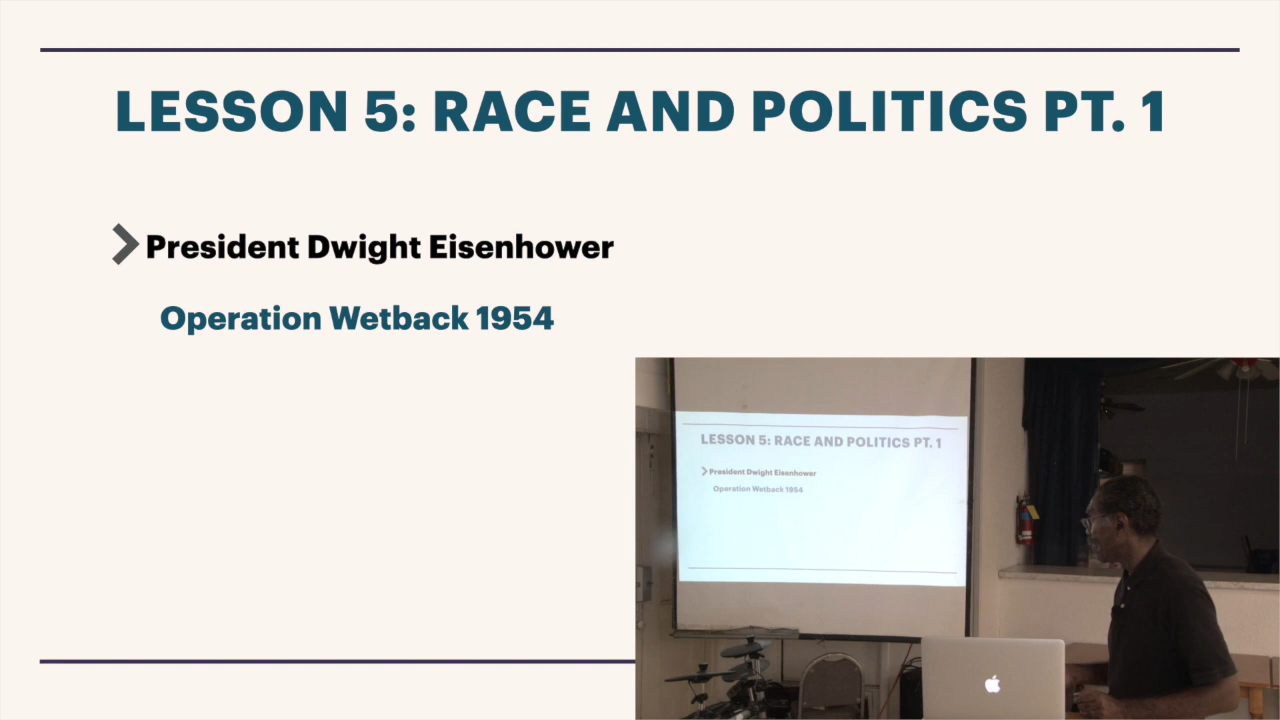 LESSON 5: RACE AND POLITICS PT. 1
President Dwight Eisenhower
Operation Wetback 1954
LESSON 5: RACE AND POLITICS PT. 1
President Dwight Eisenhower
Operation Wetback 1954